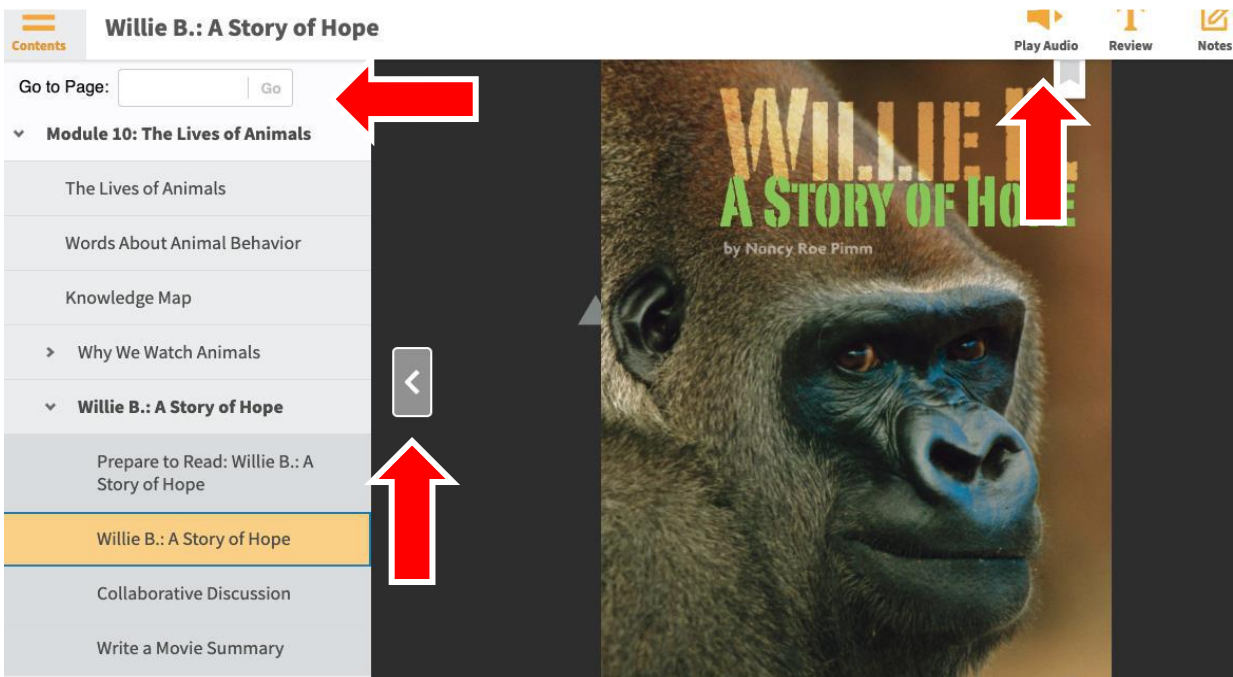 Contents
Willie B.: A Story of Hope
Play Audio
Review
Notes
Go to Page:
Go
Module 10: The Lives of Animals
The Lives of Animals
Words About Animal Behavior
Knowledge Map
Why We Watch Animals
Willie B.: A Story of Hope
Prepare to Read: Willie B.: A
Story of Hope
Willie B.: A Story of Hope
Collaborative Discussion
Write a Movie Summary
WILLIE B.
A STORY OF HOPE
by Nancy Roe Pimm